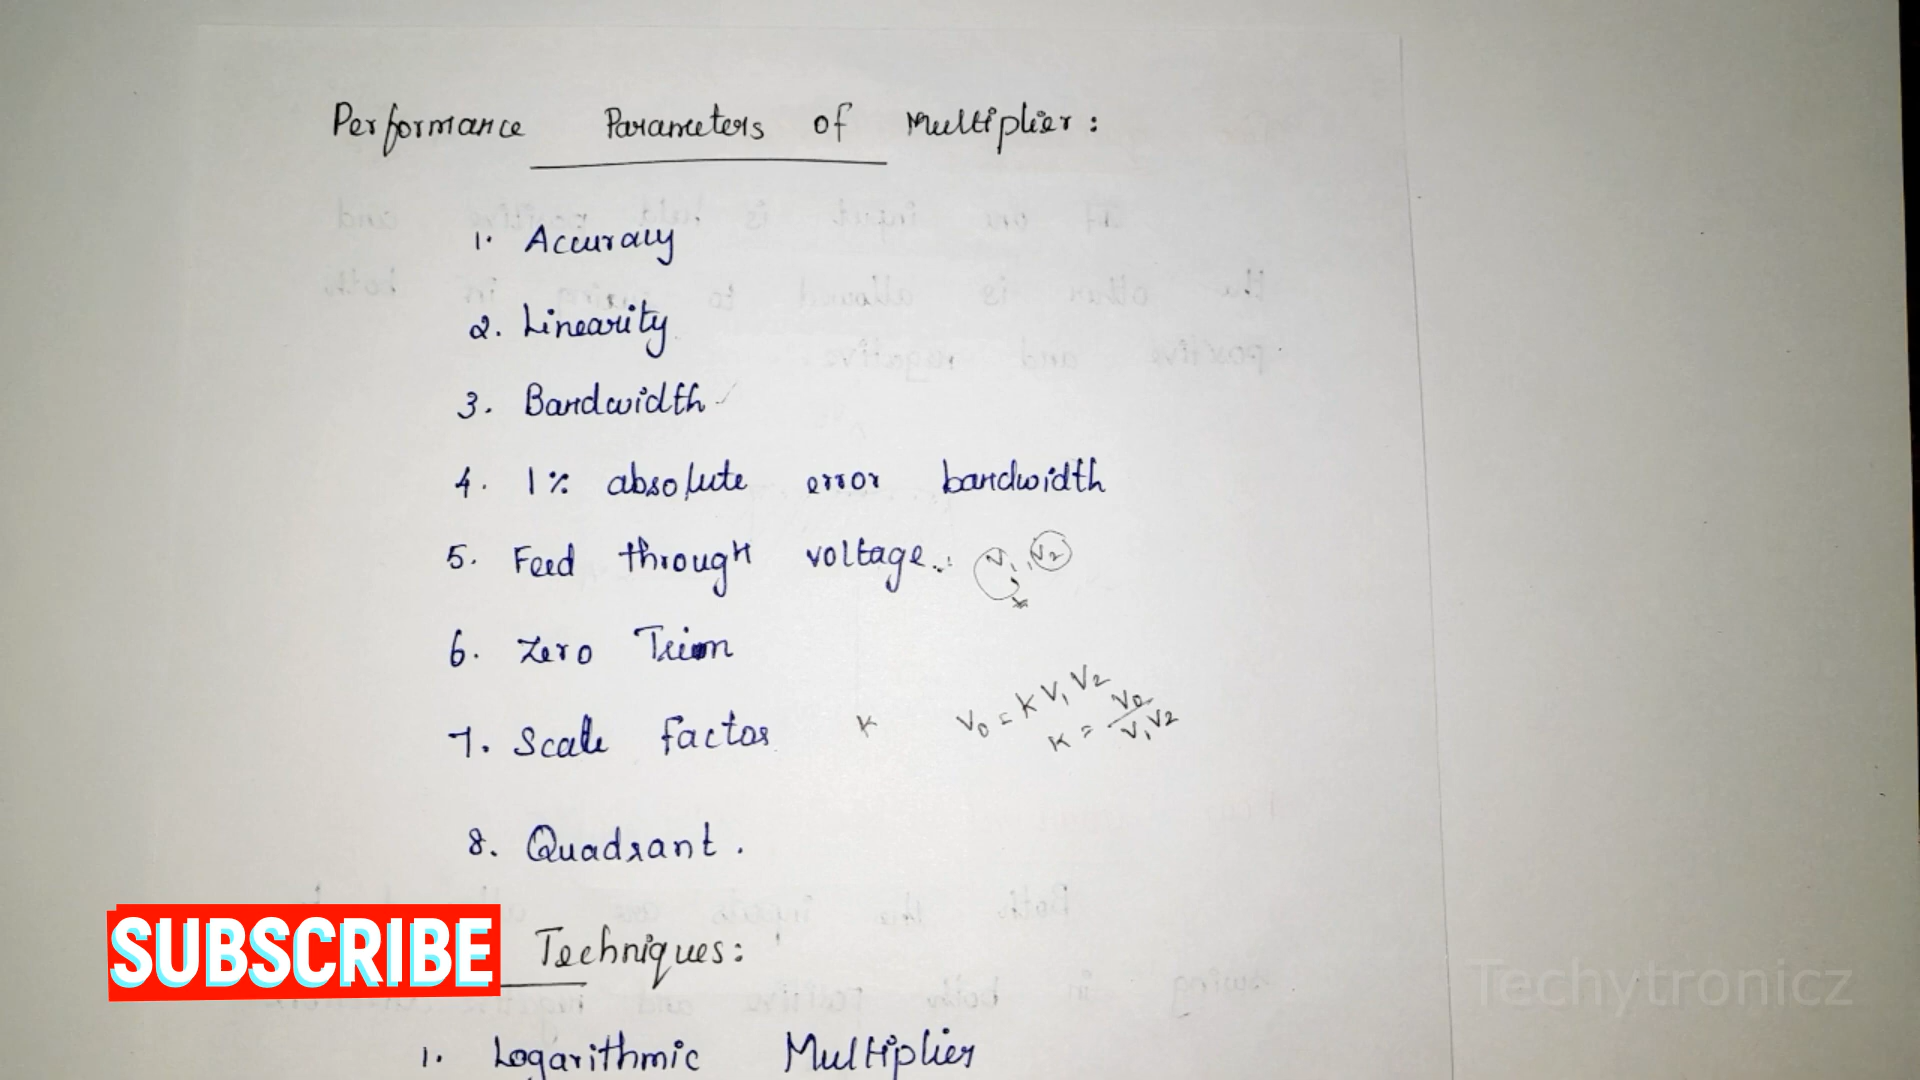 Performance Parameters of Multiplier:
1. Accuracy
2. Linearity
3. Bandwidth
4. 1% absolute error bandwidth
5. Feed through voltage.: V1, V2
6. Zero Trim
7. Scale factor K V0 = K V1 V2
K = V0 / V1 V2
8. Quadrant.
SUBSCRIBE Techniques:
Techytronicz
1. Logarithmic Multiplier